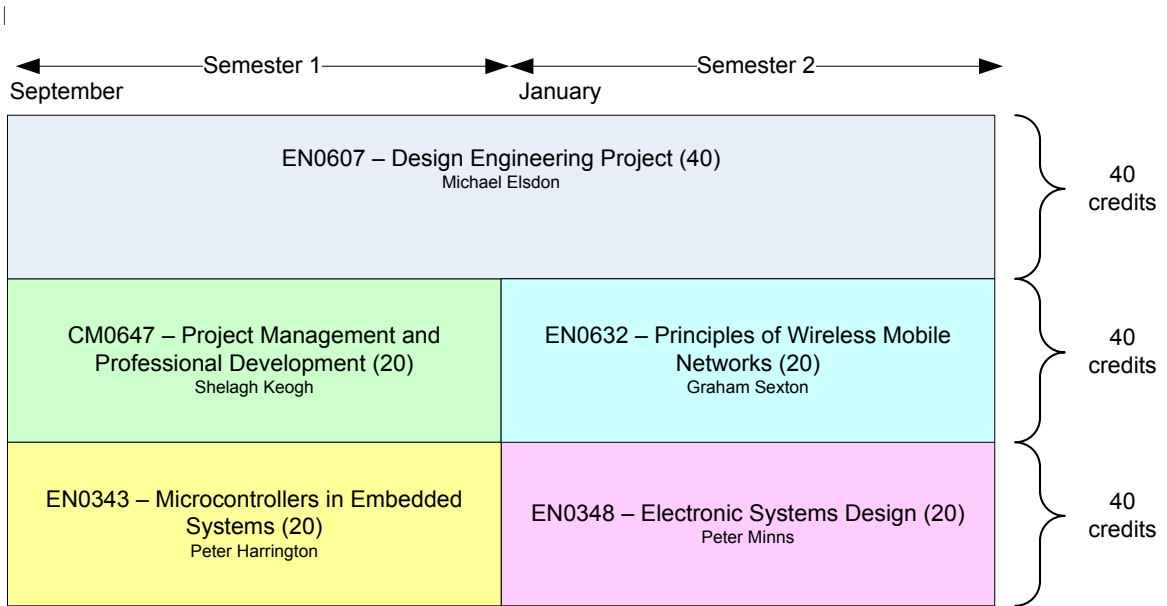 Semester 1
Semester 2
September
January
EN0607 – Design Engineering Project (40)
Michael Elsdon
40
credits
CM0647 – Project Management and
Professional Development (20)
Shelagh Keogh
EN0632 – Principles of Wireless Mobile
Networks (20)
Graham Sexton
40
credits
EN0343 – Microcontrollers in Embedded
Systems (20)
Peter Harrington
EN0348 – Electronic Systems Design (20)
Peter Minns
40
credits